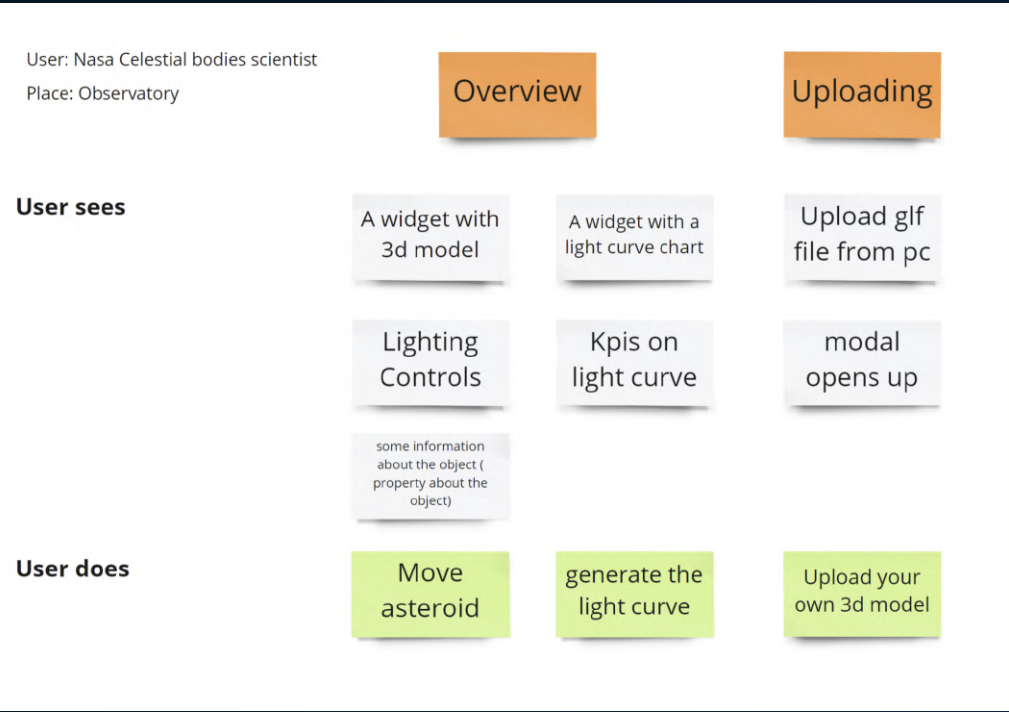 User: Nasa Celestial bodies scientist
Place: Observatory
Overview
Uploading
User sees
A widget with
3d model
A widget with a
light curve chart
Upload glf
file from pc
Lighting
Controls
Kpis on
light curve
modal
opens up
some information
about the object (
property about the
object)
User does
Move
asteroid
generate the
light curve
Upload your
own 3d model